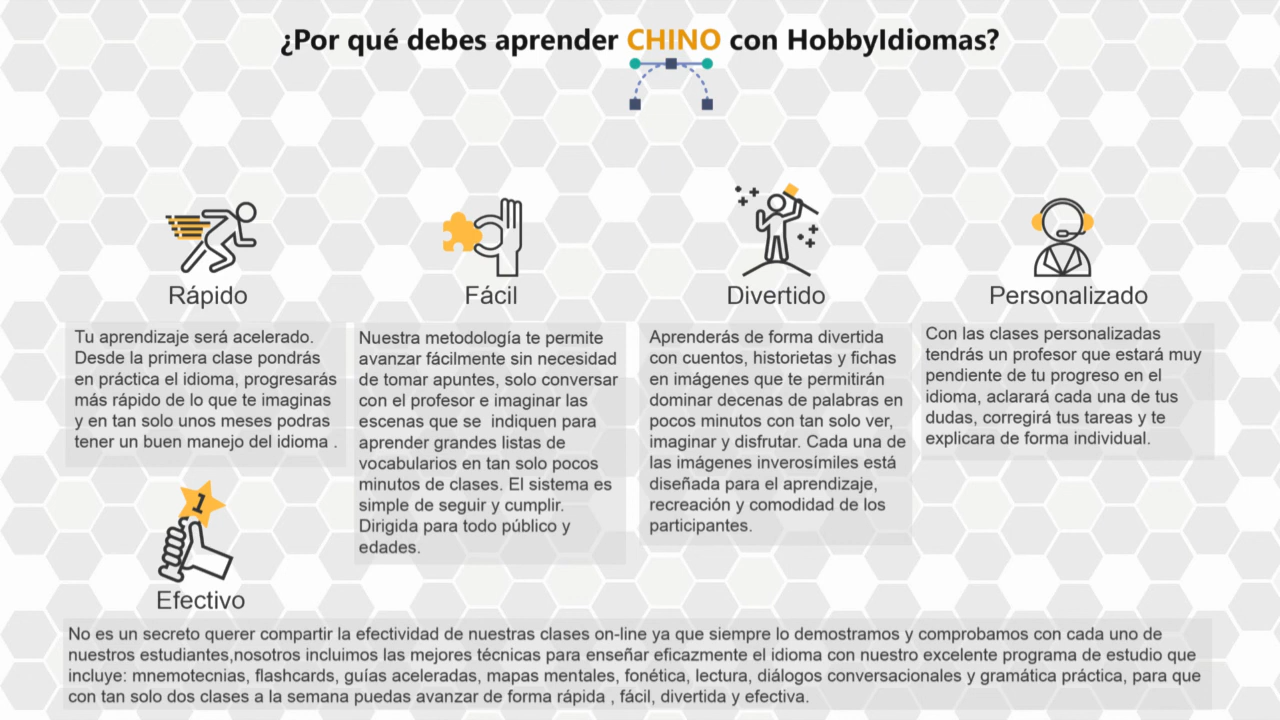 ¿Por qué debes aprender CHINO con HobbyIdiomas?
Rápido
Tu aprendizaje será acelerado.
Desde la primera clase pondrás
en práctica el idioma, progresarás
más rápido de lo que te imaginas
y en tan solo unos meses podras
tener un buen manejo del idioma .
Fácil
Nuestra metodología te permite
avanzar fácilmente sin necesidad
de tomar apuntes, solo conversar
con el profesor e imaginar las
escenas que se indiquen para
aprender grandes listas de
vocabularios en tan solo pocos
minutos de clases. El sistema es
simple de seguir y cumplir.
Dirigida para todo público y
edades.
Divertido
Aprenderás de forma divertida
con cuentos, historietas y fichas
en imágenes que te permitirán
dominar decenas de palabras en
pocos minutos con tan solo ver,
imaginar y disfrutar. Cada una de
las imágenes inverosímiles está
diseñada para el aprendizaje,
recreación y comodidad de los
participantes.
Personalizado
Con las clases personalizadas
tendrás un profesor que estará muy
pendiente de tu progreso en el
idioma, aclarará cada una de tus
dudas, corregirá tus tareas y te
explicara de forma individual.
1
Efectivo
No es un secreto querer compartir la efectividad de nuestras clases on-line ya que siempre lo demostramos y comprobamos con cada uno de
nuestros estudiantes,nosotros incluimos las mejores técnicas para enseñar eficazmente el idioma con nuestro excelente programa de estudio que
incluye: mnemotecnias, flashcards, guías aceleradas, mapas mentales, fonética, lectura, diálogos conversacionales y gramática práctica, para que
con tan solo dos clases a la semana puedas avanzar de forma rápida , fácil, divertida y efectiva.